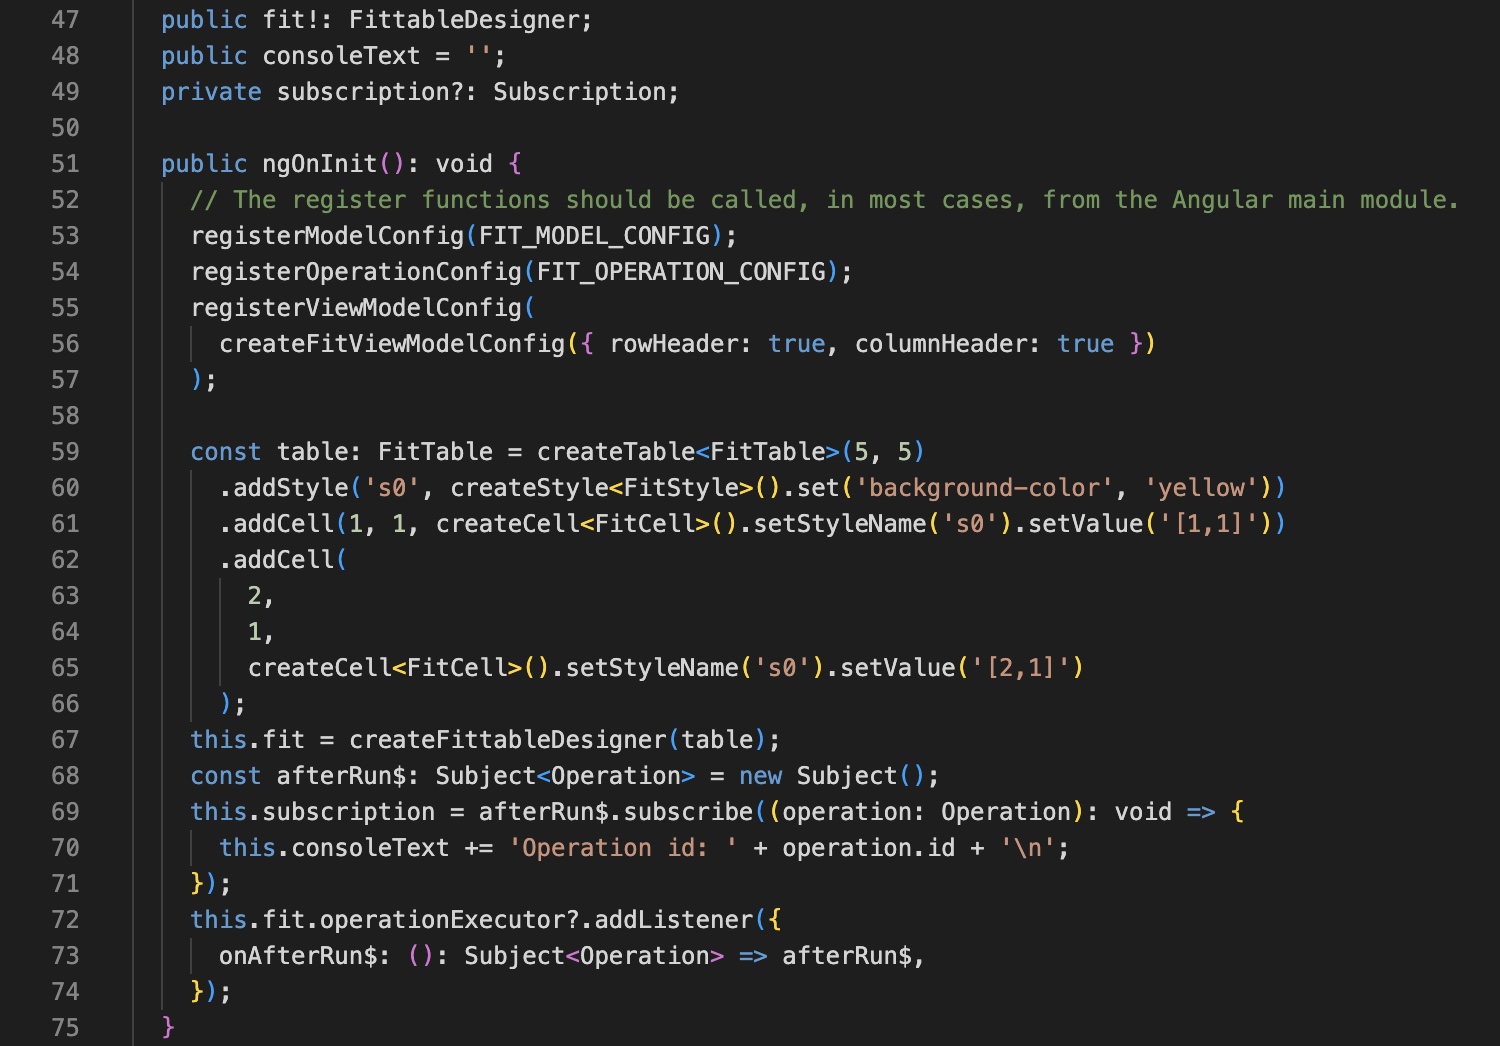 47 public fit!: FittableDesigner;
48 public consoleText = '';
49 private subscription?: Subscription;
50
51 public ngOnInit(): void {
52 // The register functions should be called, in most cases, from the Angular main module.
53 registerModelConfig(FIT_MODEL_CONFIG);
54 registerOperationConfig(FIT_OPERATION_CONFIG);
55 registerViewModelConfig(
56 createFitViewModelConfig({ rowHeader: true, columnHeader: true })
57 );
58
59 const table: FitTable = createTable<FitTable>(5, 5)
60 .addStyle('s0', createStyle<FitStyle>().set('background-color', 'yellow'))
61 .addCell(1, 1, createCell<FitCell>().setStyleName('s0').setValue('[1,1]'))
62 .addCell(
63 2,
64 1,
65 createCell<FitCell>().setStyleName('s0').setValue('[2,1]')
66 );
67 this.fit = createFittableDesigner(table);
68 const afterRun$: Subject<Operation> = new Subject();
69 this.subscription = afterRun$.subscribe((operation: Operation): void => {
70 this.consoleText += 'Operation id: ' + operation.id + '\n';
71 });
72 this.fit.operationExecutor?.addListener({
73 onAfterRun$: (): Subject<Operation> => afterRun$,
74 });
75 }